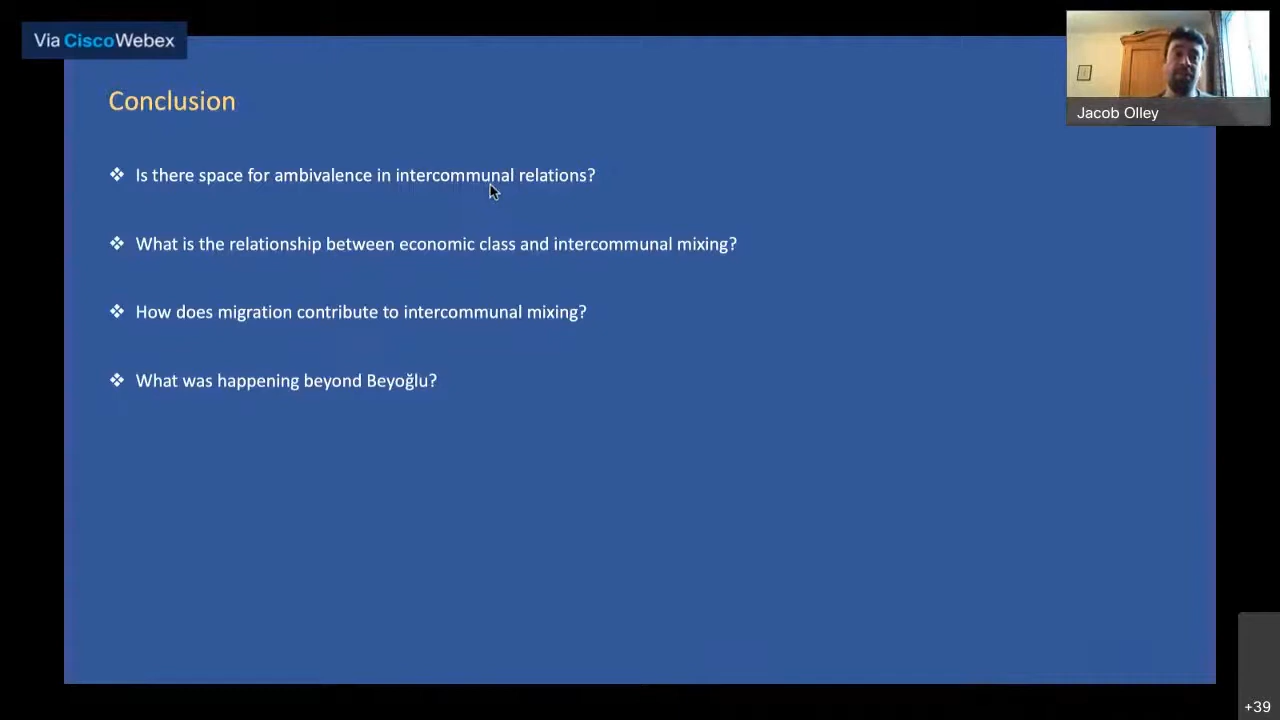 Via CiscoWebex
Jacob Olley
Conclusion
❖ Is there space for ambivalence in intercommunal relations?
❖ What is the relationship between economic class and intercommunal mixing?
❖ How does migration contribute to intercommunal mixing?
❖ What was happening beyond Beyoğlu?
+39